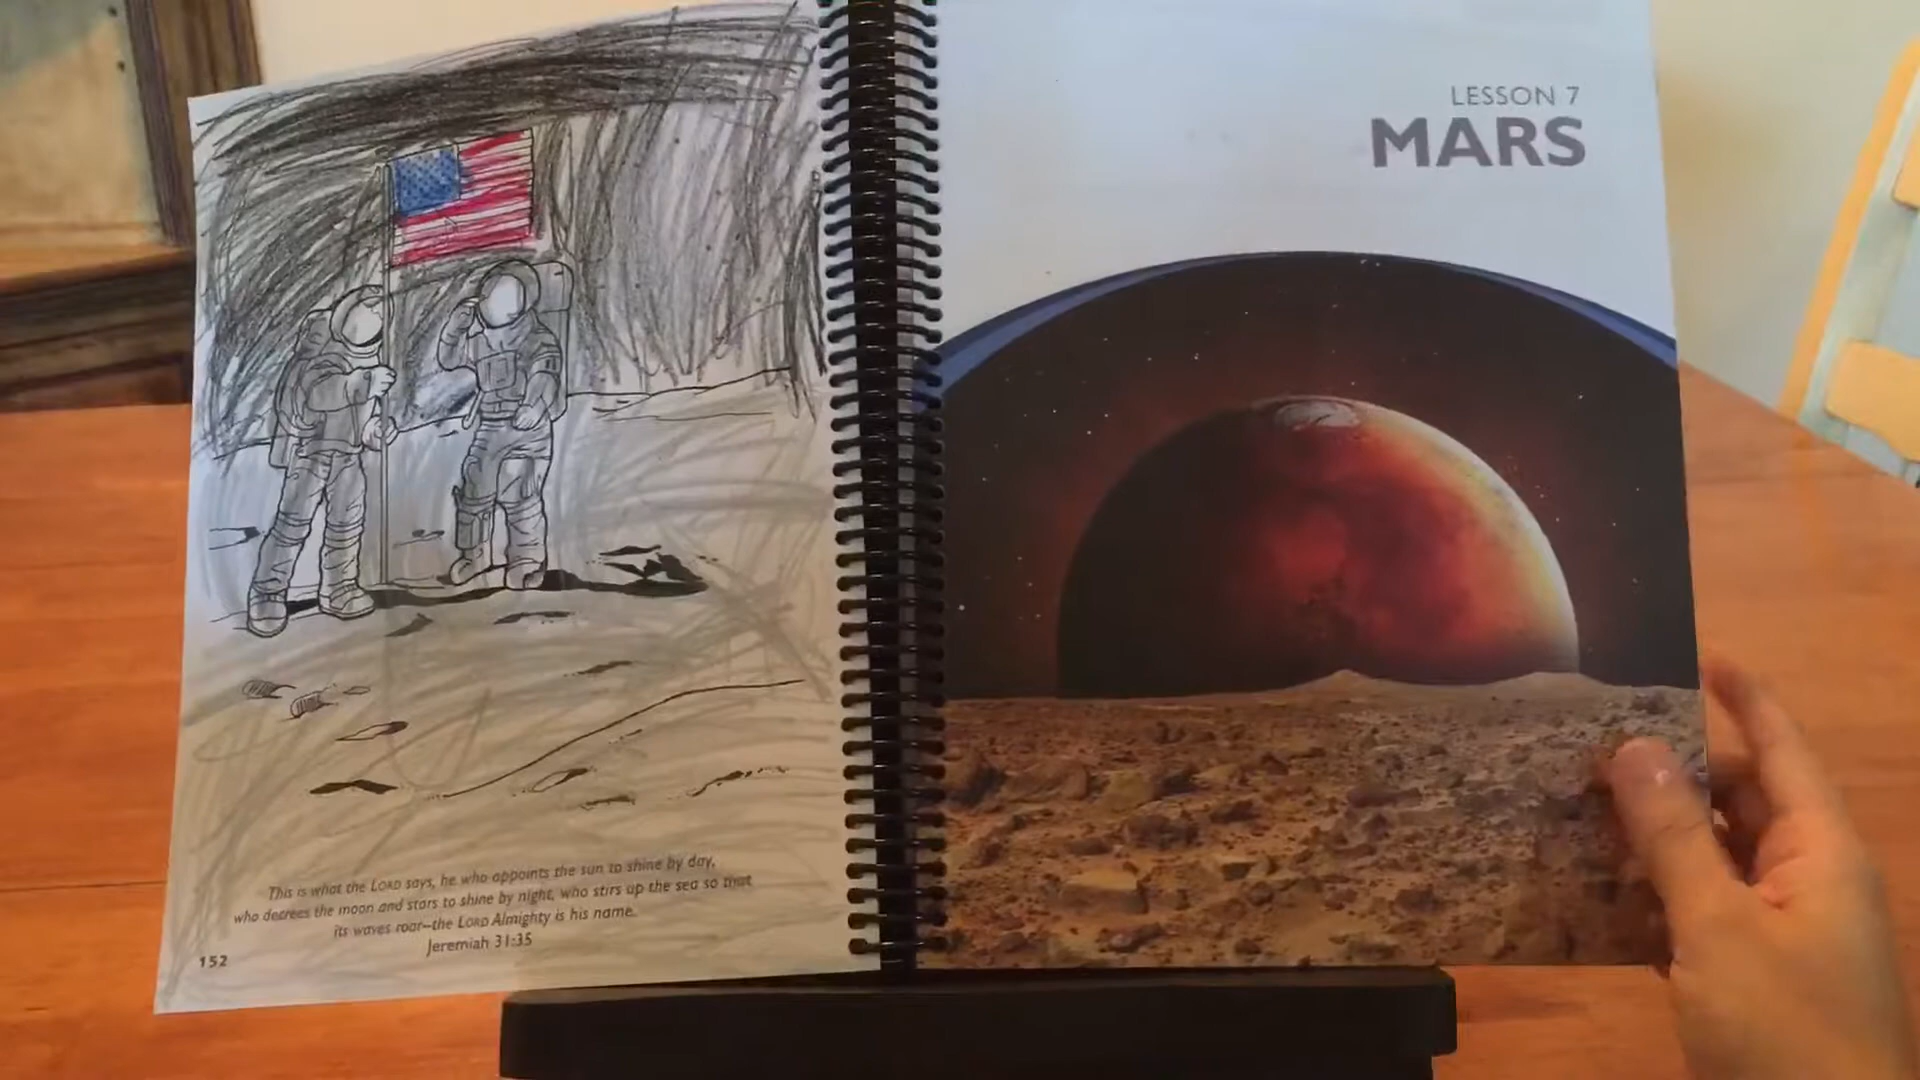 This is what the LORD says, he who appoints the sun to shine by day,
who decrees the moon and stars to shine by night, who stirs up the sea so that
its waves roar—the LORD Almighty is his name.
Jeremiah 31:35
152
LESSON 7
MARS